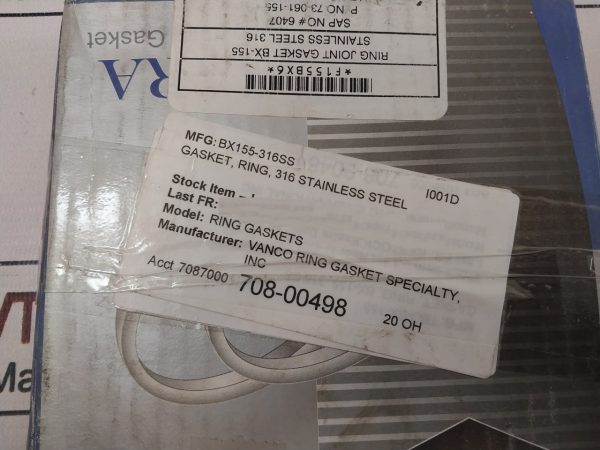 RA
Gasket
P/NO 73-061-155
SAP NO # 6407
STAINLESS STEEL 316
RING JOINT GASKET BX-155
*F155BX6*
MFG: BX155-316SS
GASKET, RING, 316 STAINLESS STEEL
I001D
Stock Item –
Last FR:
Model: RING GASKETS
Manufacturer: VANCO RING GASKET SPECIALTY,
INC
Acct 7087000
708-00498
20 OH
Ma